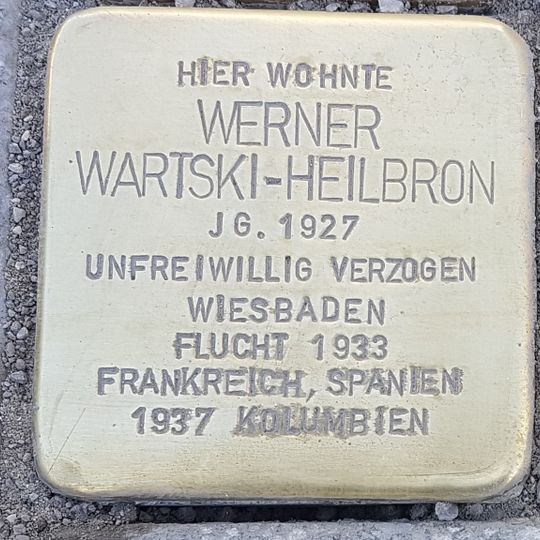 HIER WOHNTE
WERNER
WARTSKI-HEILBRON
JG. 1927
UNFREIWILLIG VERZOGEN
WIESBADEN
FLUCHT 1933
FRANKREICH, SPANIEN
1937 KOLUMBIEN